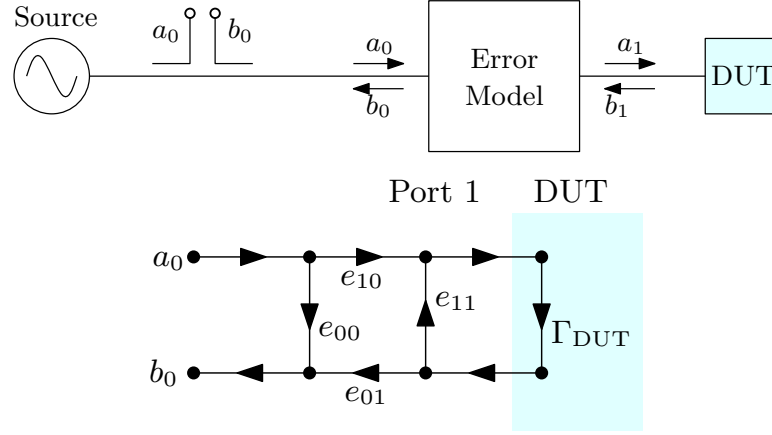 Source
a₀ b₀
a₀
b₀
Error
Model
a₁
b₁
DUT
Port 1 DUT
a₀
e₁₀
e₀₀
e₁₁
Γ_DUT
b₀
e₀₁